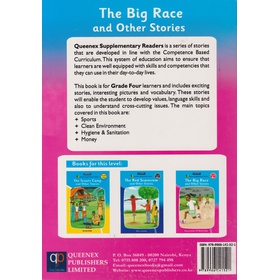 The Big Race
and Other Stories
Queenex Supplementary Readers is a series of stories
that are developed in line with the Competence Based
Curriculum. This system of education aims to ensure that
learners are well equipped with skills and competencies that
they can use in their day-to-day lives.
This book is for Grade Four learners and includes exciting
stories, interesting pictures and vocabulary. These stories
will enable the student to develop values, language skills and
also to understand cross-cutting issues. The main topics
covered in this book are:
+ Sports
+ Clean Environment
+ Hygiene & Sanitation
+ Money
Books for this level:
The Big Race
and Other Stories
qp
QUEENEX
PUBLISHERS
LIMITED